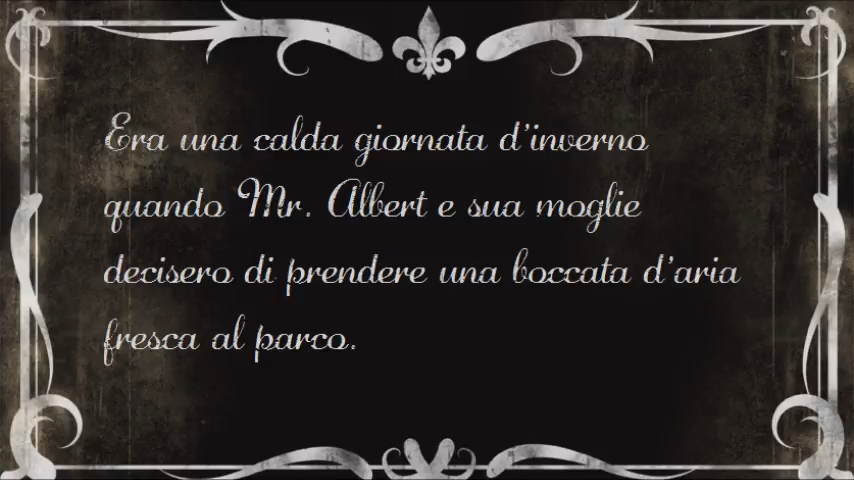 Era una calda giornata d'inverno
quando Mr. Albert e sua moglie
decisero di prendere una boccata d'aria
fresca al parco.